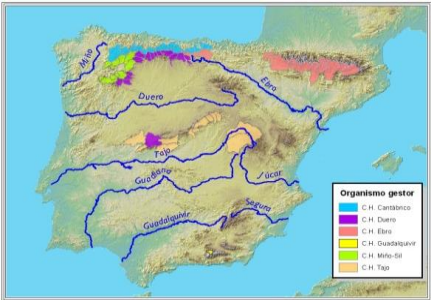 Miño
Ebro
Duero
Tajo
Guadiana
Júcar
Segura
Guadalquivir
Organismo gestor
C.H. Cantábrico
C.H. Duero
C.H. Ebro
C.H. Guadalquivir
C.H. Miño-Sil
C.H. Tajo